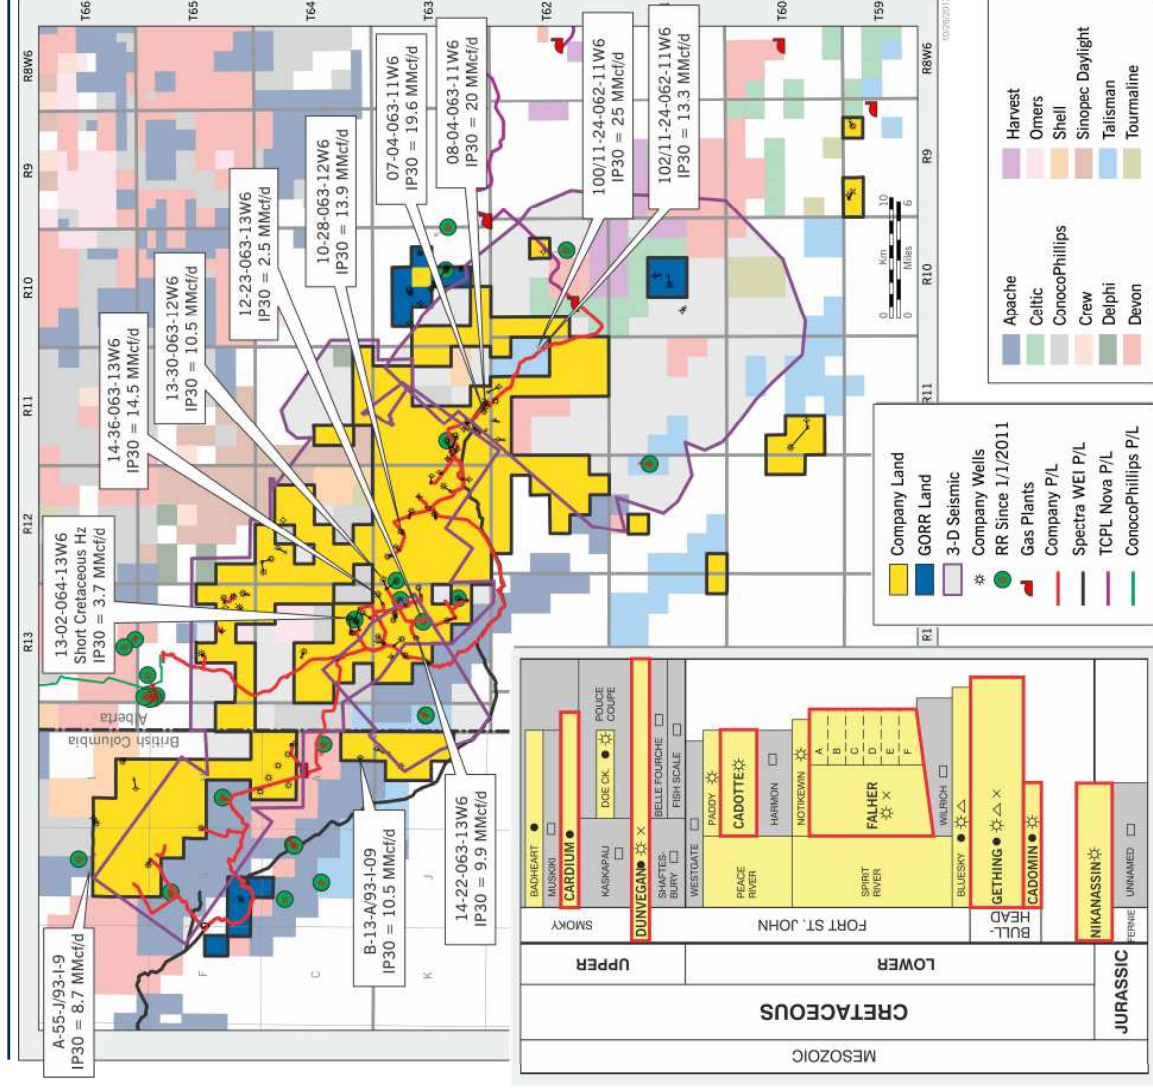 A-55-J/93-I-9
IP30 = 8.7 MMcf/d
13-02-064-13W6
Short Cretaceous Hz
IP30 = 3.7 MMcf/d
14-36-063-13W6
IP30 = 14.5 MMcf/d
13-30-063-12W6
IP30 = 10.5 MMcf/d
12-23-063-13W6
IP30 = 2.5 MMcf/d
10-28-063-12W6
IP30 = 13.9 MMcf/d
07-04-063-11W6
IP30 = 19.6 MMcf/d
08-04-063-11W6
IP30 = 20 MMcf/d
100/11-24-062-11W6
IP30 = 25 MMcf/d
102/11-24-062-11W6
IP30 = 13.3 MMcf/d
B-13-A/93-I-09
IP30 = 10.5 MMcf/d
14-22-063-13W6
IP30 = 9.9 MMcf/d
R13
R12
R11
R10
R9
R8W6
T66
T65
T64
T63
T62
T60
T59
British Columbia
Alberta
F
C
J
K
R1
R11
R10
R9
R8W6
0 Km 10
0 Miles 6
Company Land
GORR Land
3-D Seismic
Company Wells
RR Since 1/1/2011
Gas Plants
Company P/L
Spectra WEI P/L
TCPL Nova P/L
ConocoPhillips P/L
Apache
Celtic
ConocoPhillips
Crew
Delphi
Devon
Harvest
Omers
Shell
Sinopec Daylight
Talisman
Tourmaline
MESOZOIC
CRETACEOUS
JURASSIC
UPPER
LOWER
SMOKY
FORT ST. JOHN
BULL-
HEAD
FERNIE
BADHEART
MUSKIKI
CARDIUM
KASKAPALI
DOE CK.
POUCE
COUPE
DUNVEGAN
SHAFTES-
BURY
BELLE FOURCHE
FISH SCALE
WESTGATE
PEACE
RIVER
PADDY
CADOTTE
HARMON
SPIRIT
RIVER
NOTIKEWIN
FALHER
A
B
C
D
E
F
WILRICH
BLUESKY
GETHING
CADOMIN
NIKANASSIN
UNNAMED